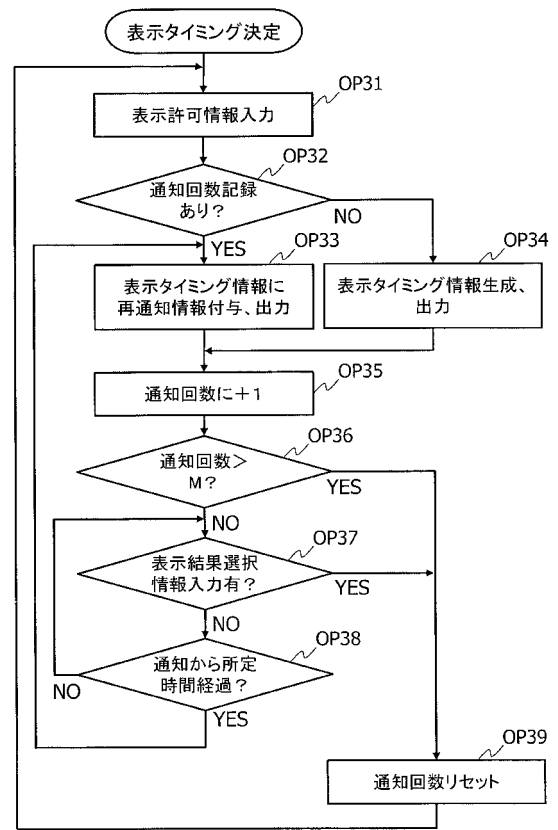 表示タイミング決定
OP31
表示許可情報入力
OP32
通知回数記録
あり？
NO
YES
OP33
OP34
表示タイミング情報に
再通知情報付与、出力
表示タイミング情報生成、
出力
OP35
通知回数に＋１
OP36
通知回数＞
Ｍ？
YES
NO
OP37
表示結果選択
情報入力有？
YES
NO
OP38
通知から所定
時間経過？
NO
YES
OP39
通知回数リセット